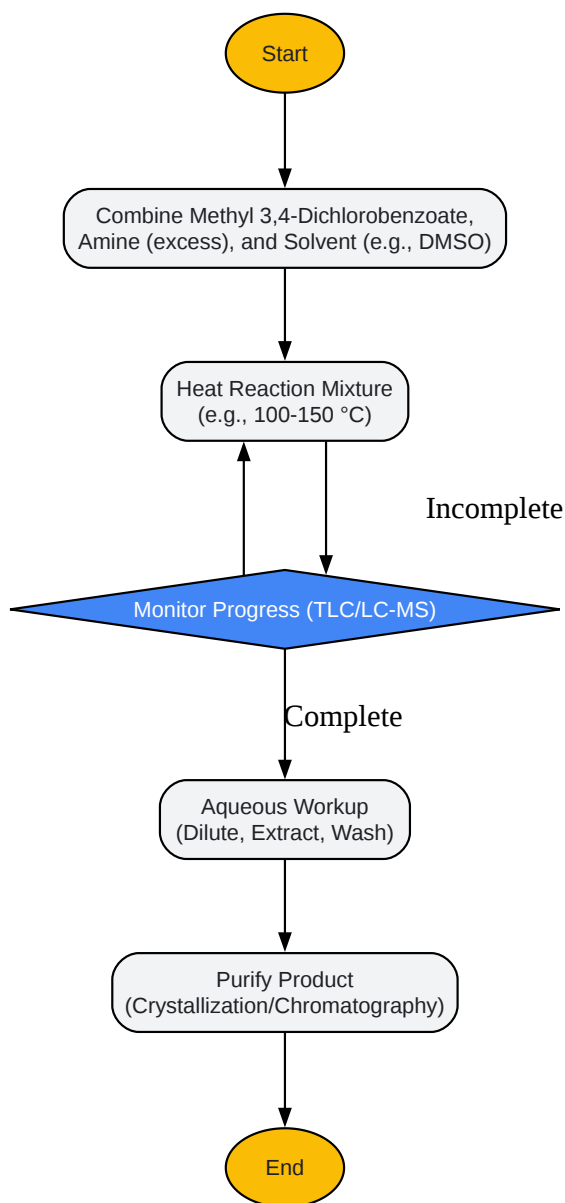 Start
Combine Methyl 3,4-Dichlorobenzoate,
Amine (excess), and Solvent (e.g., DMSO)
Heat Reaction Mixture
(e.g., 100-150 °C)
Incomplete
Monitor Progress (TLC/LC-MS)
Complete
Aqueous Workup
(Dilute, Extract, Wash)
Purify Product
(Crystallization/Chromatography)
End